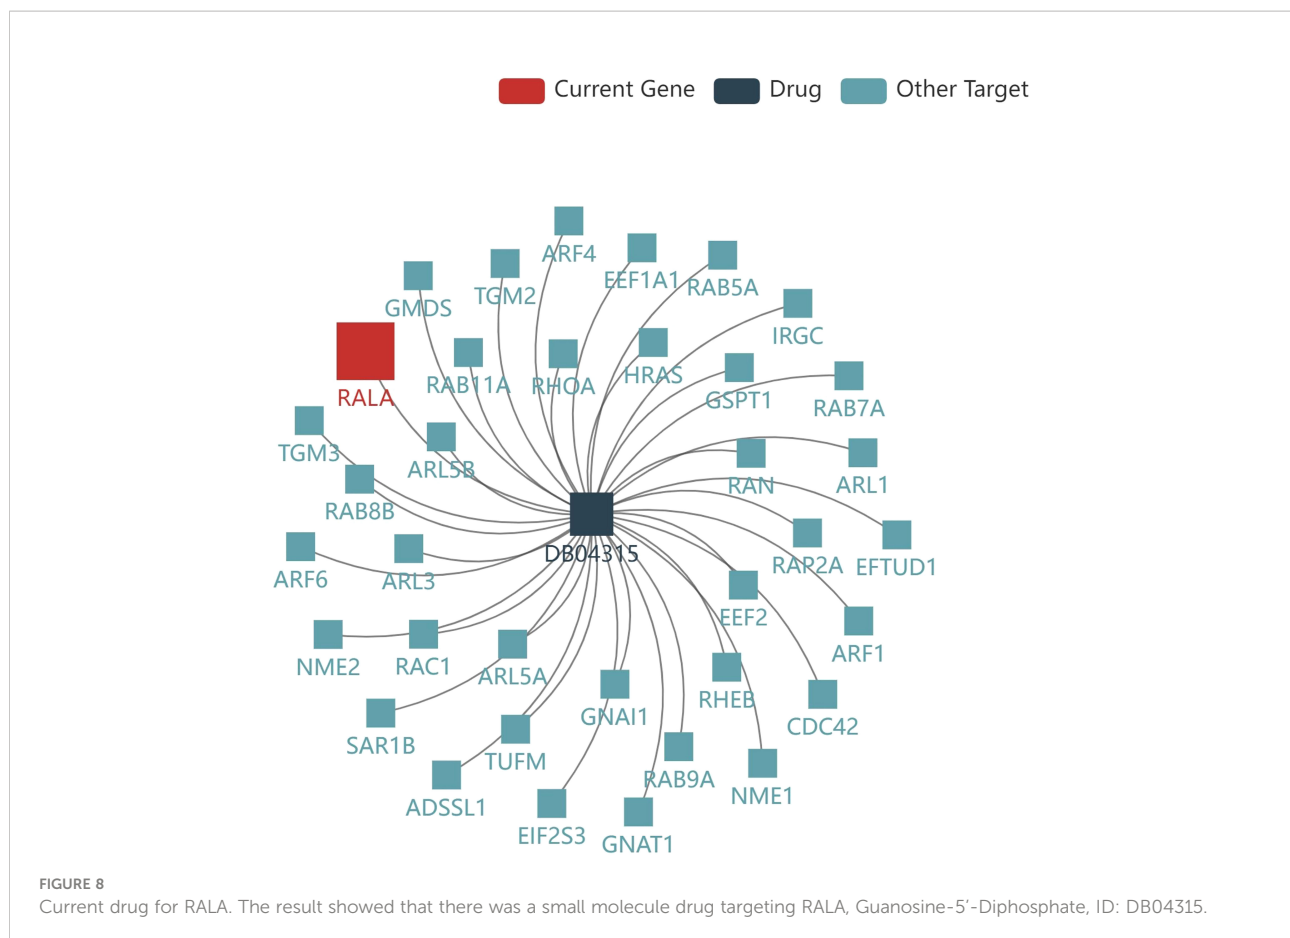 Current Gene Drug Other Target
ARF4
EEF1A1
RAB5A
TGM2
GMDS
IRGC
RAB11A
RHOA
HRAS
GSPT1
RAB7A
RALA
TGM3
ARL5B
RAN
ARL1
RAB8B
DB04315
RAP2A
EFTUD1
ARF6
ARL3
EEF2
ARF1
NME2
RAC1
ARL5A
RHEB
GNAI1
CDC42
SAR1B
TUFM
RAB9A
NME1
ADSSL1
EIF2S3
GNAT1
FIGURE 8
Current drug for RALA. The result showed that there was a small molecule drug targeting RALA, Guanosine-5’-Diphosphate, ID: DB04315.